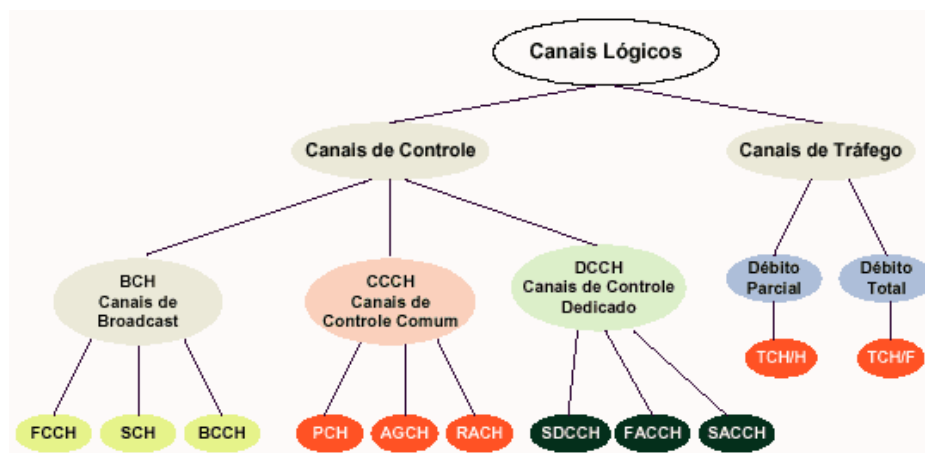 Canais Lógicos
Canais de Controle
Canais de Tráfego
BCH
Canais de
Broadcast
CCCH
Canais de
Controle Comum
DCCH
Canais de Controle
Dedicado
Débito
Parcial
Débito
Total
TCH/H
TCH/F
FCCH
SCH
BCCH
PCH
AGCH
RACH
SDCCH
FACCH
SACCH